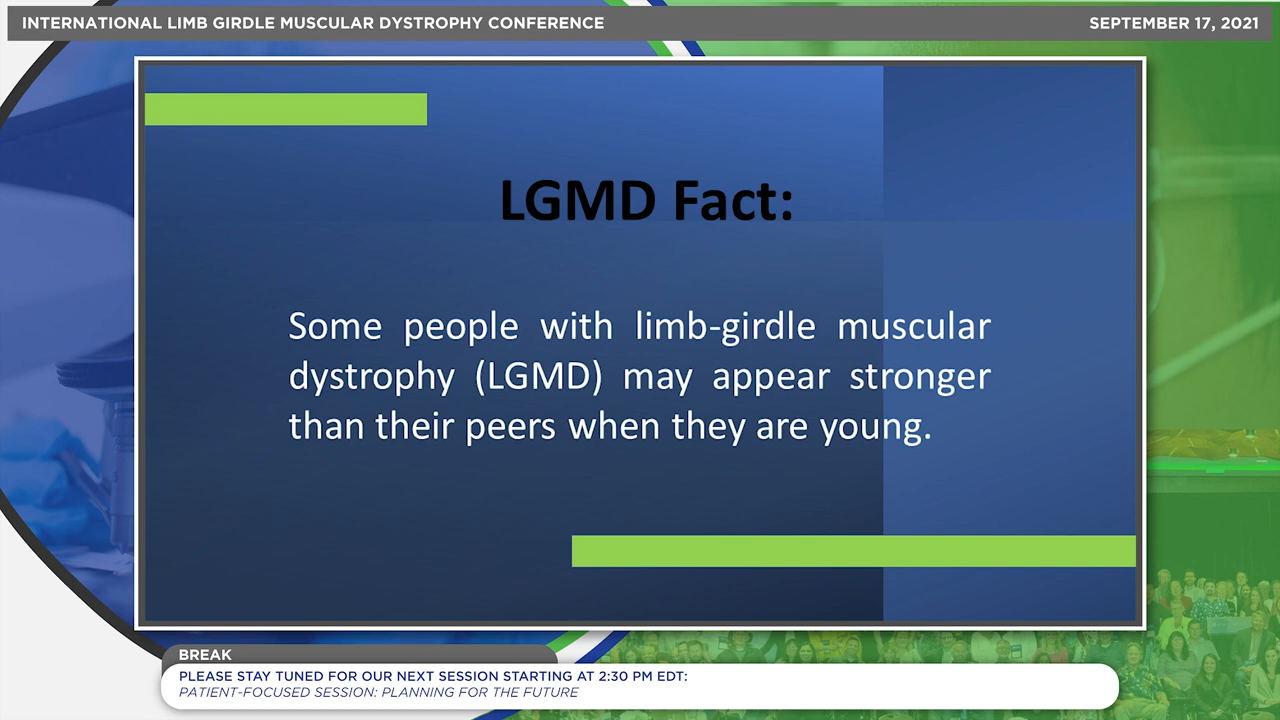 INTERNATIONAL LIMB GIRDLE MUSCULAR DYSTROPHY CONFERENCE
SEPTEMBER 17, 2021
LGMD Fact:
Some people with limb-girdle muscular
dystrophy (LGMD) may appear stronger
than their peers when they are young.
BREAK
PLEASE STAY TUNED FOR OUR NEXT SESSION STARTING AT 2:30 PM EDT:
PATIENT-FOCUSED SESSION: PLANNING FOR THE FUTURE